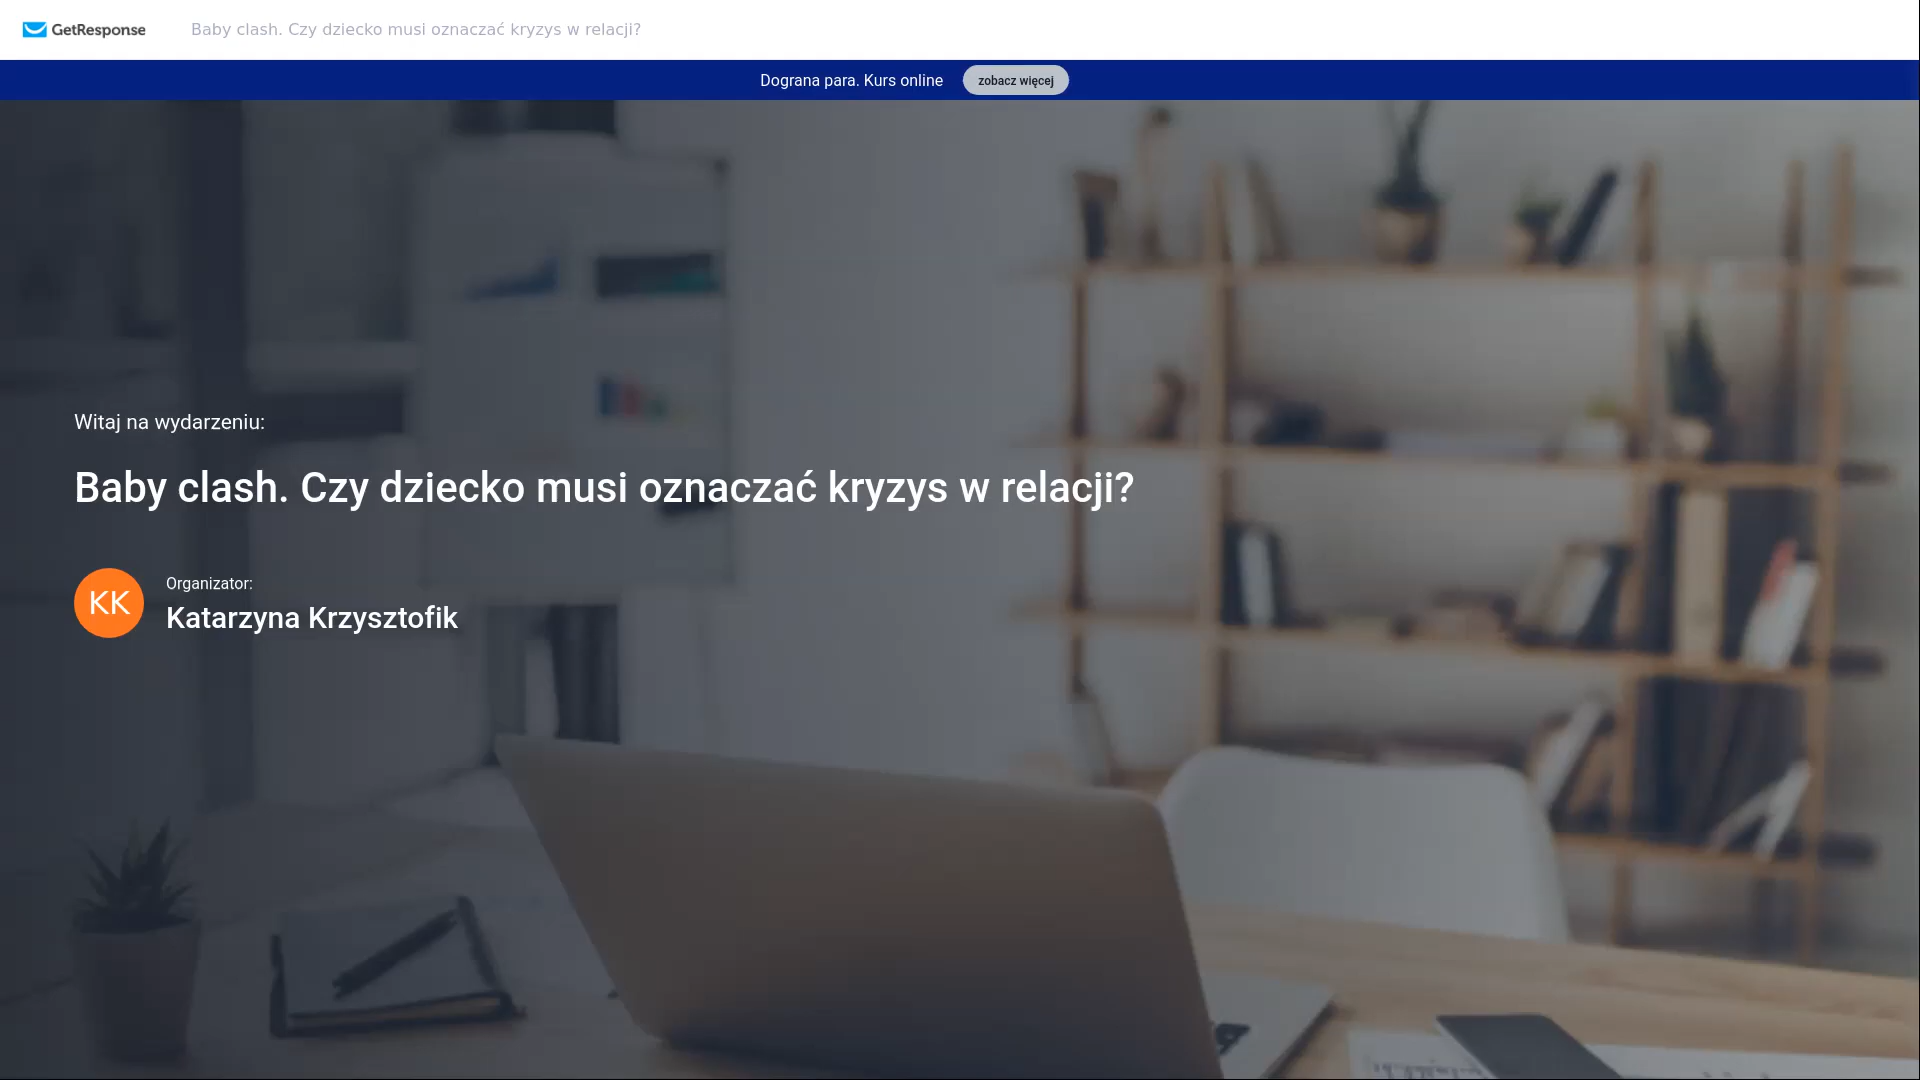 GetResponse
Baby clash. Czy dziecko musi oznaczać kryzys w relacji?
Dograna para. Kurs online
zobacz więcej
Witaj na wydarzeniu:
Baby clash. Czy dziecko musi oznaczać kryzys w relacji?
KK
Organizator:
Katarzyna Krzysztofik